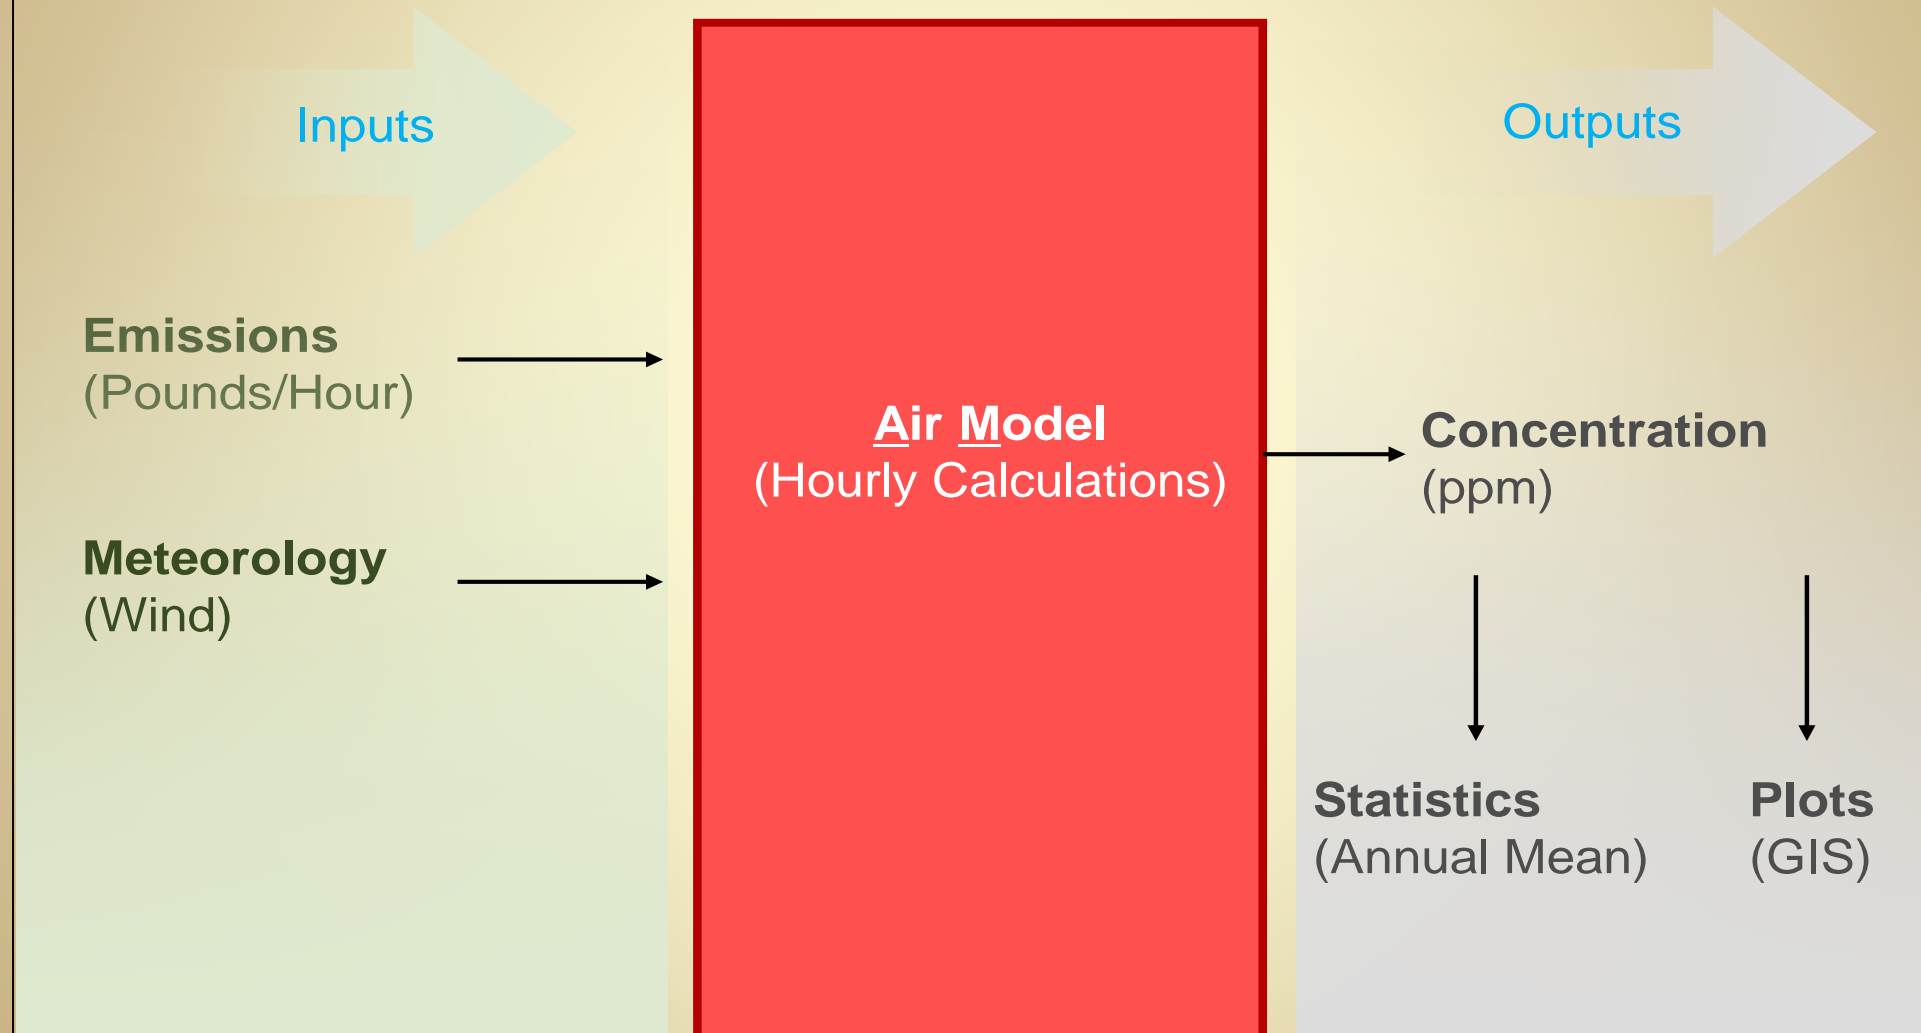 Inputs
Outputs
Emissions
(Pounds/Hour)
Meteorology
(Wind)
Air Model
(Hourly Calculations)
Concentration
(ppm)
Statistics
(Annual Mean)
Plots
(GIS)